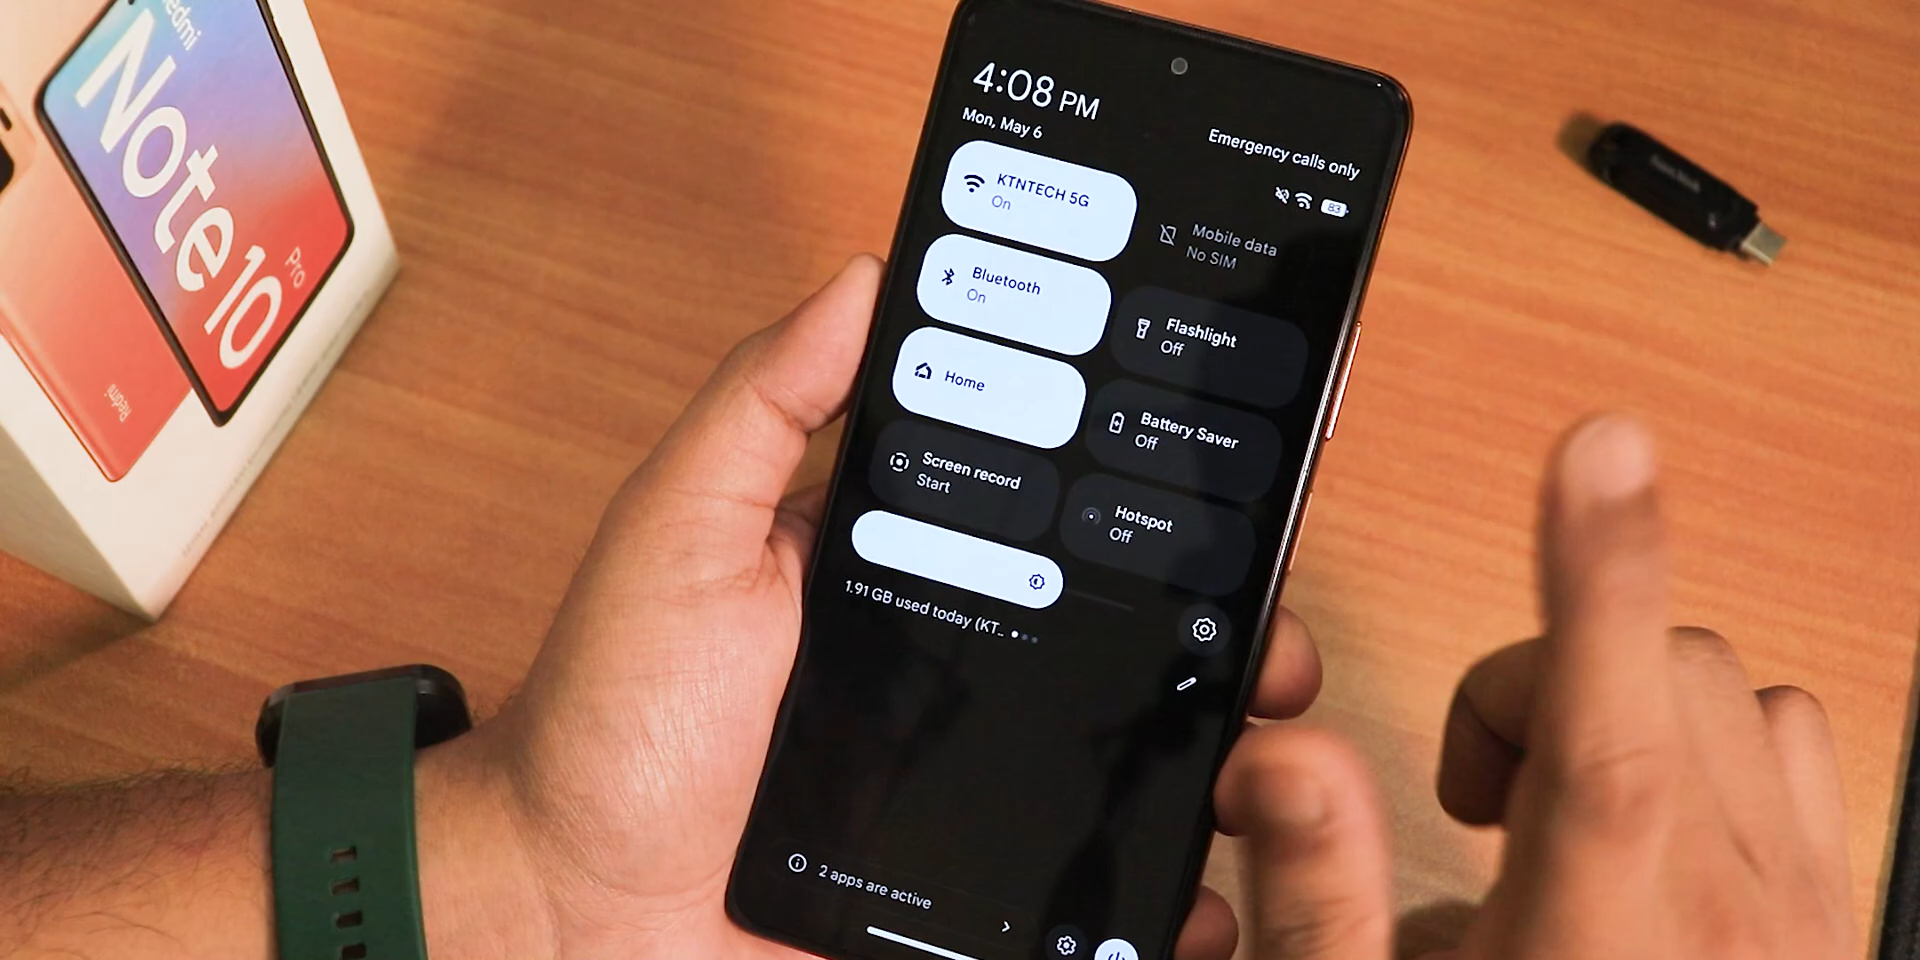 Redmi
Note 10
Pro
Redmi
4:08 PM
Mon, May 6
Emergency calls only
83
KTNTECH 5G
On
Mobile data
No SIM
Bluetooth
On
Flashlight
Off
Home
Battery Saver
Off
Screen record
Start
Hotspot
Off
1.91 GB used today (KT...
2 apps are active